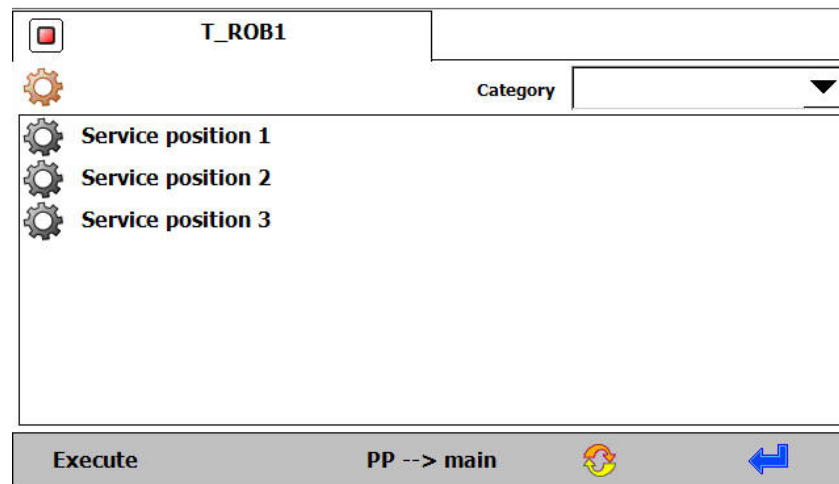 T_ROB1
Category
Service position 1
Service position 2
Service position 3
Execute PP --> main